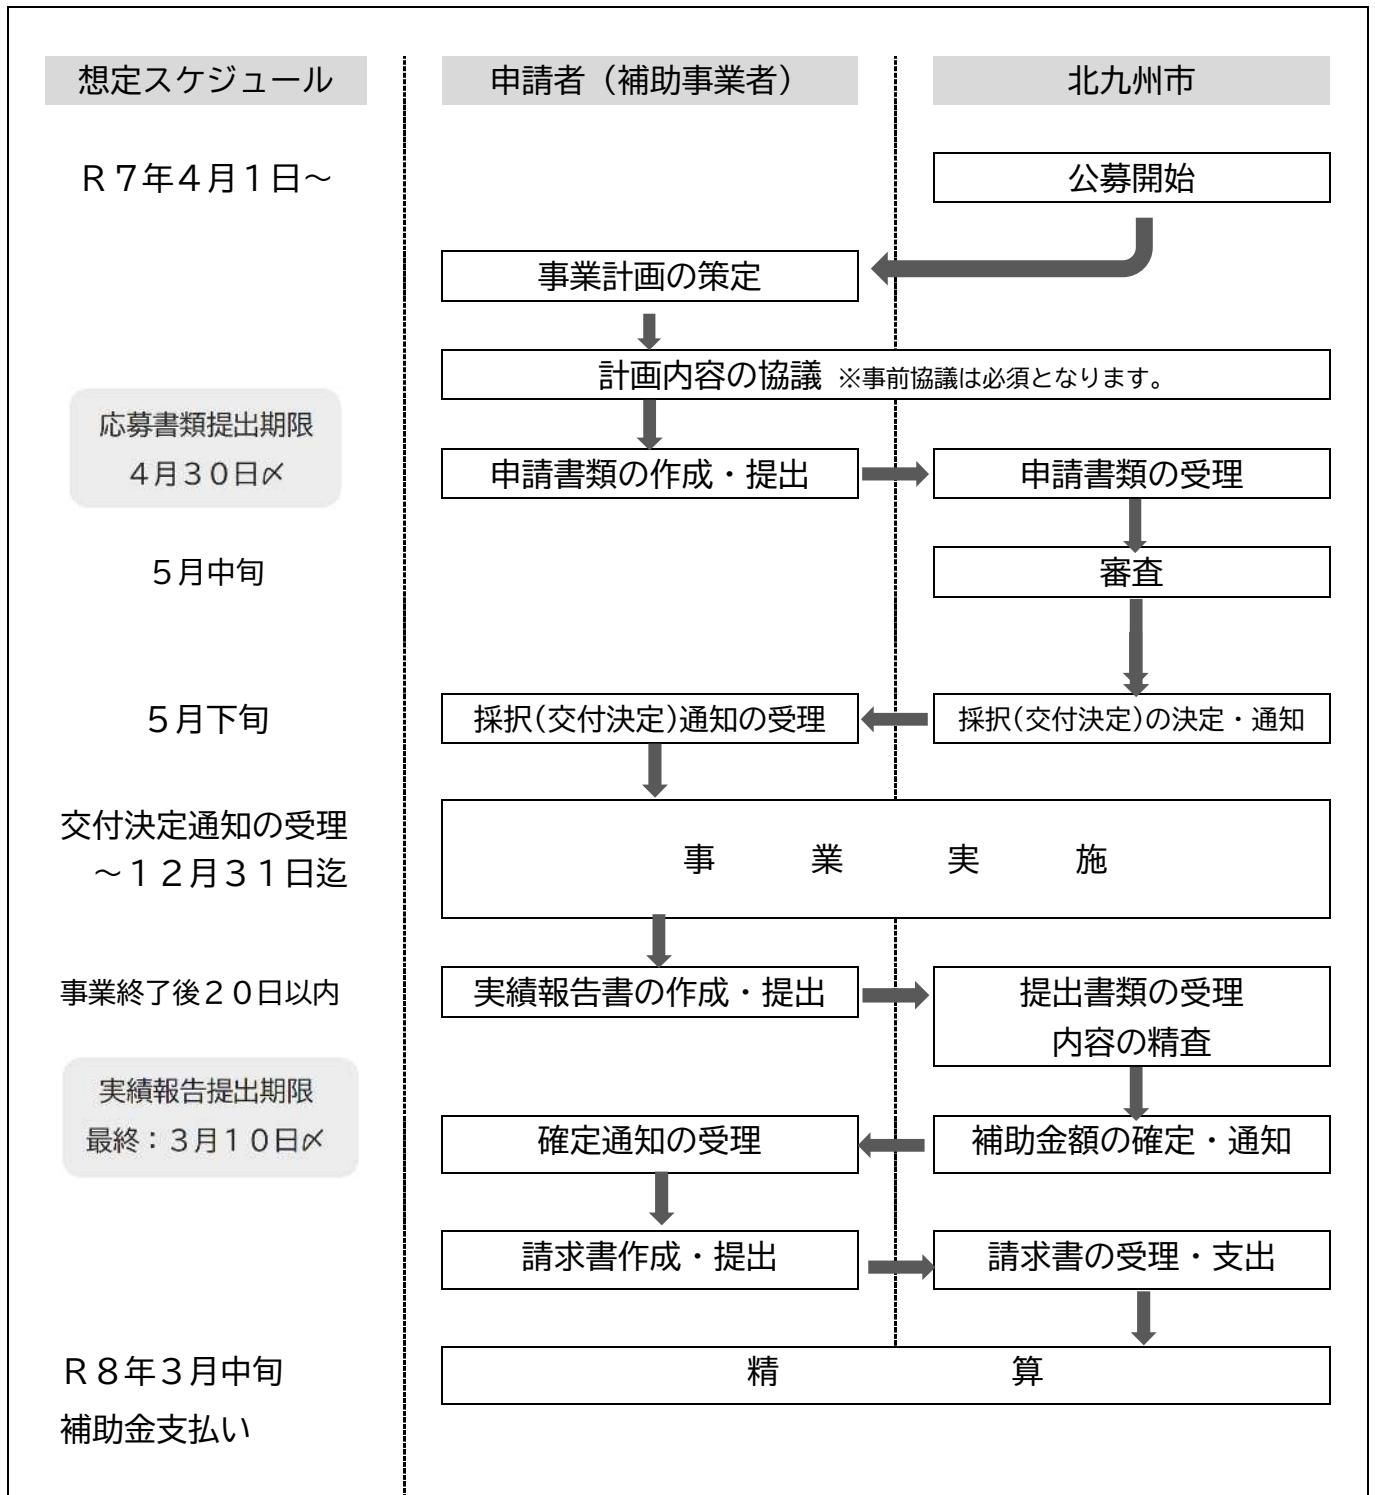 想定スケジュール
申請者（補助事業者）
北九州市
Ｒ７年４月１日～
公募開始
事業計画の策定
計画内容の協議 ※事前協議は必須となります。
応募書類提出期限
４月３０日〆
申請書類の作成・提出
申請書類の受理
５月中旬
審査
５月下旬
採択(交付決定)通知の受理
採択(交付決定)の決定・通知
交付決定通知の受理
～１２月３１日迄
事　業　実　施
事業終了後２０日以内
実績報告書の作成・提出
提出書類の受理
内容の精査
実績報告提出期限
最終：３月１０日〆
確定通知の受理
補助金額の確定・通知
請求書作成・提出
請求書の受理・支出
Ｒ８年３月中旬
補助金支払い
精　算